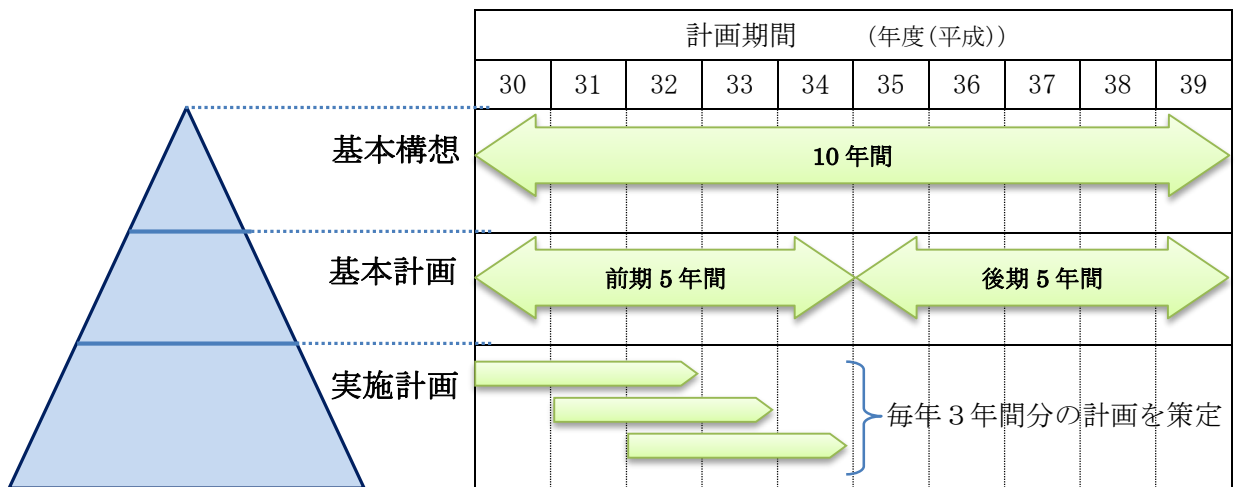 計画期間 (年度(平成))
30 31 32 33 34 35 36 37 38 39
基本構想
10 年間
基本計画
前期 5 年間
後期 5 年間
実施計画
毎年３年間分の計画を策定